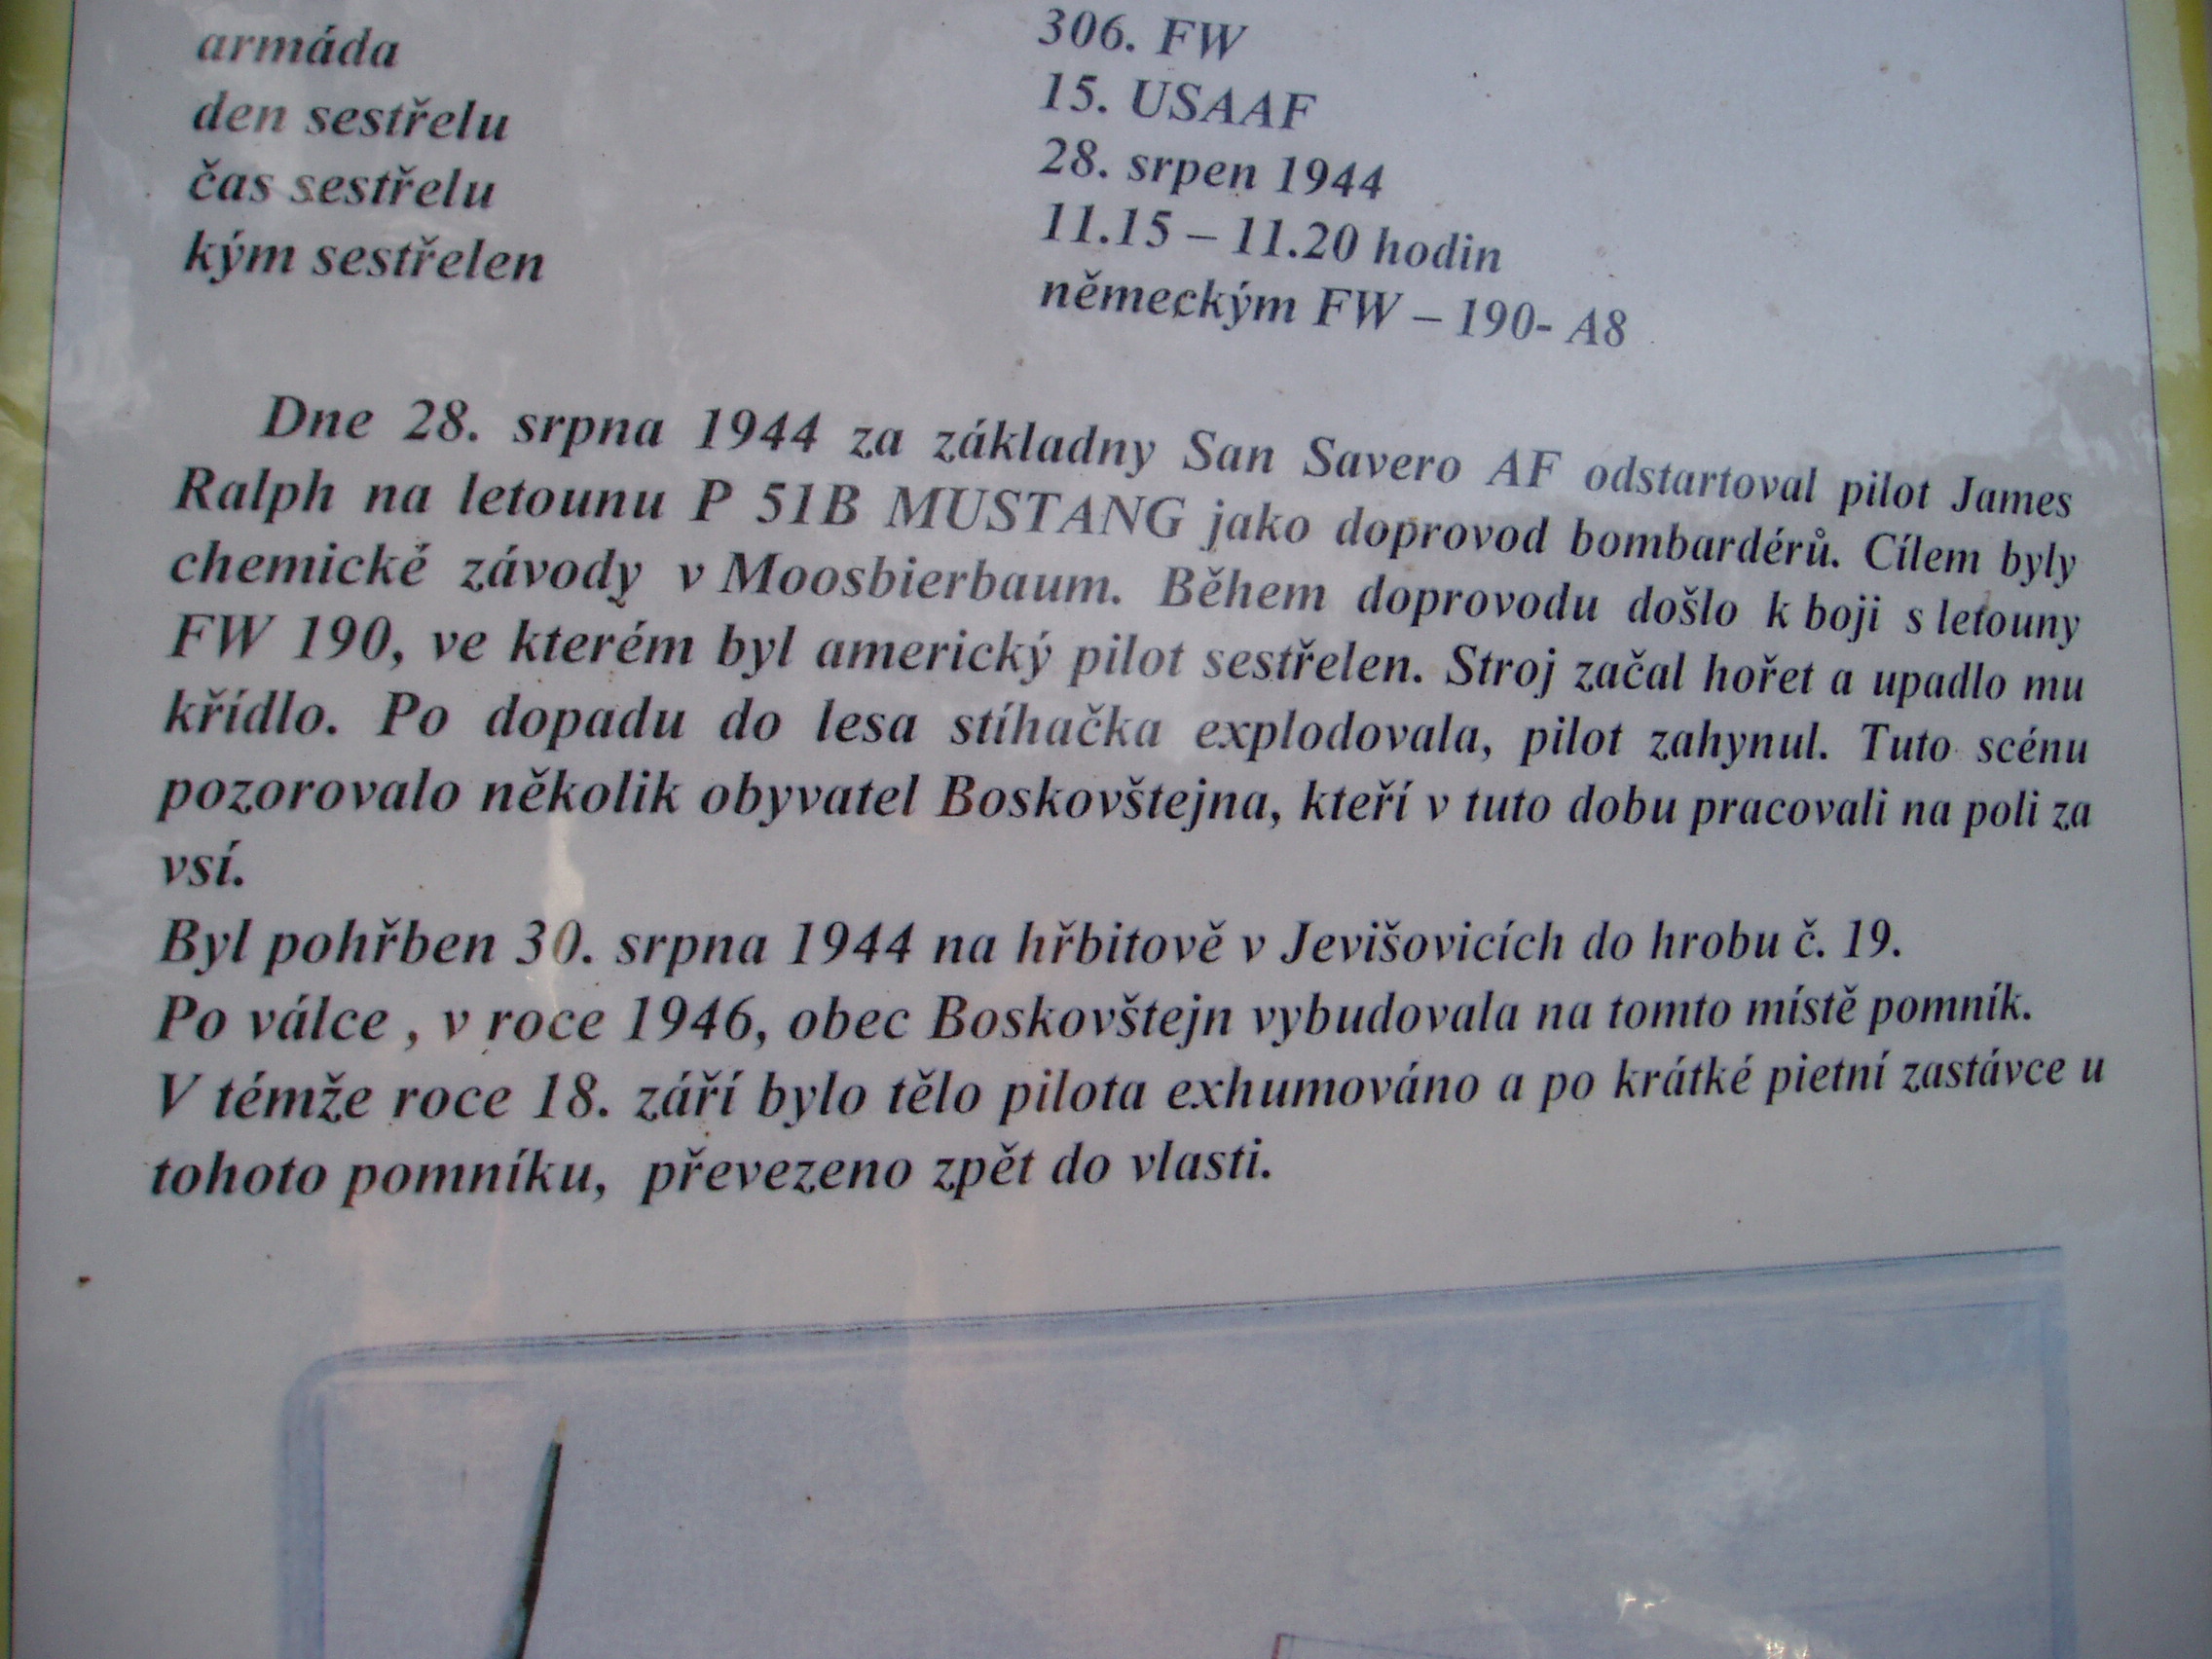 306. FW
armáda 15. USAAF
den sestřelu 28. srpen 1944
čas sestřelu 11.15 – 11.20 hodin
kým sestřelen německým FW – 190- A8
Dne 28. srpna 1944 za základny San Savero AF odstartoval pilot James
Ralph na letounu P 51B MUSTANG jako doprovod bombardérů. Cílem byly
chemické závody v Moosbierbaum. Během doprovodu došlo k boji s letouny
FW 190, ve kterém byl americký pilot sestřelen. Stroj začal hořet a upadlo mu
křídlo. Po dopadu do lesa stíhačka explodovala, pilot zahynul. Tuto scénu
pozorovalo několik obyvatel Boskovštejna, kteří v tuto dobu pracovali na poli za
vsí.
Byl pohřben 30. srpna 1944 na hřbitově v Jevišovicích do hrobu č. 19.
Po válce , v roce 1946, obec Boskovštejn vybudovala na tomto místě pomník.
V témže roce 18. září bylo tělo pilota exhumováno a po krátké pietní zastávce u
tohoto pomníku, převezeno zpět do vlasti.